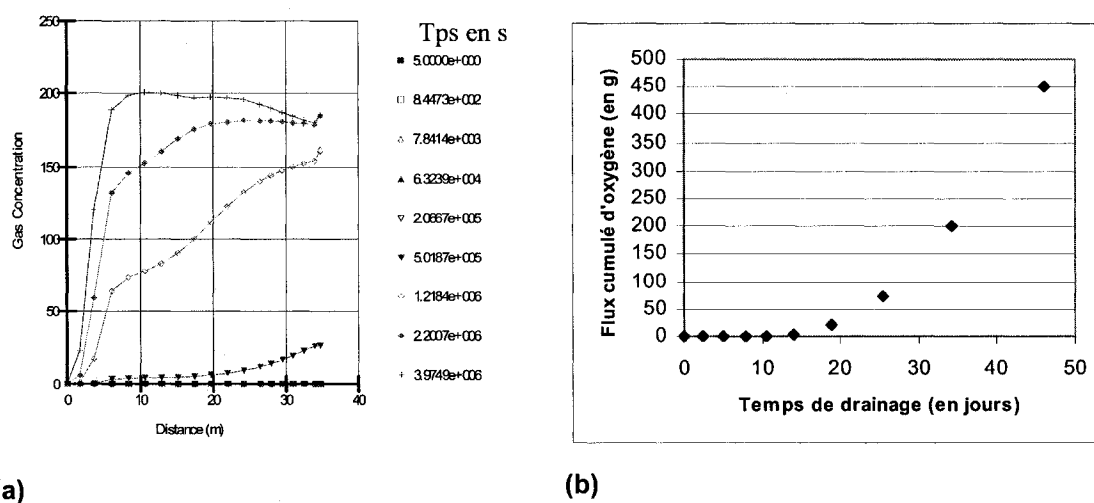 250
200
150
100
50
0
Gas Concentration
0 10 20 30 40
Distance (m)
Tps en s
5.0000e+000
8.4473e+002
7.8414e+003
6.3239e+004
2.0867e+005
5.0187e+005
1.2184e+006
2.2007e+006
3.9749e+006
a)
500
450
400
350
300
250
200
150
100
50
0
Flux cumulé d'oxygène (en g)
0 10 20 30 40 50
Temps de drainage (en jours)
(b)